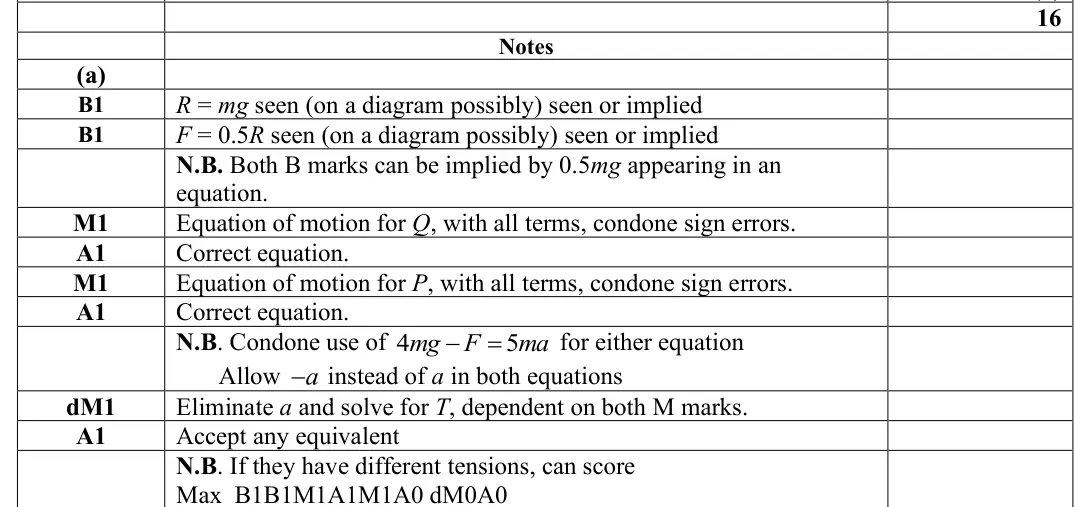 16
Notes
(a)
B1 R = mg seen (on a diagram possibly) seen or implied
B1 F = 0.5R seen (on a diagram possibly) seen or implied
N.B. Both B marks can be implied by 0.5mg appearing in an
equation.
M1 Equation of motion for Q, with all terms, condone sign errors.
A1 Correct equation.
M1 Equation of motion for P, with all terms, condone sign errors.
A1 Correct equation.
N.B. Condone use of 4mg − F = 5ma for either equation
Allow −a instead of a in both equations
dM1 Eliminate a and solve for T, dependent on both M marks.
A1 Accept any equivalent
N.B. If they have different tensions, can score
Max B1B1M1A1M1A0 dM0A0